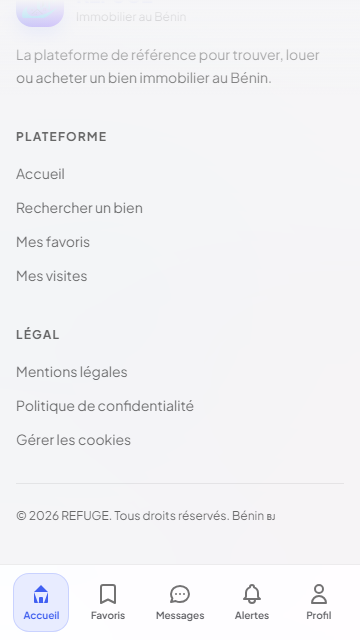 Immobilier au Bénin
La plateforme de référence pour trouver, louer
ou acheter un bien immobilier au Bénin.
PLATEFORME
Accueil
Rechercher un bien
Mes favoris
Mes visites
LÉGAL
Mentions légales
Politique de confidentialité
Gérer les cookies
© 2026 REFUGE. Tous droits réservés. Bénin BJ
Accueil Favoris Messages Alertes Profil